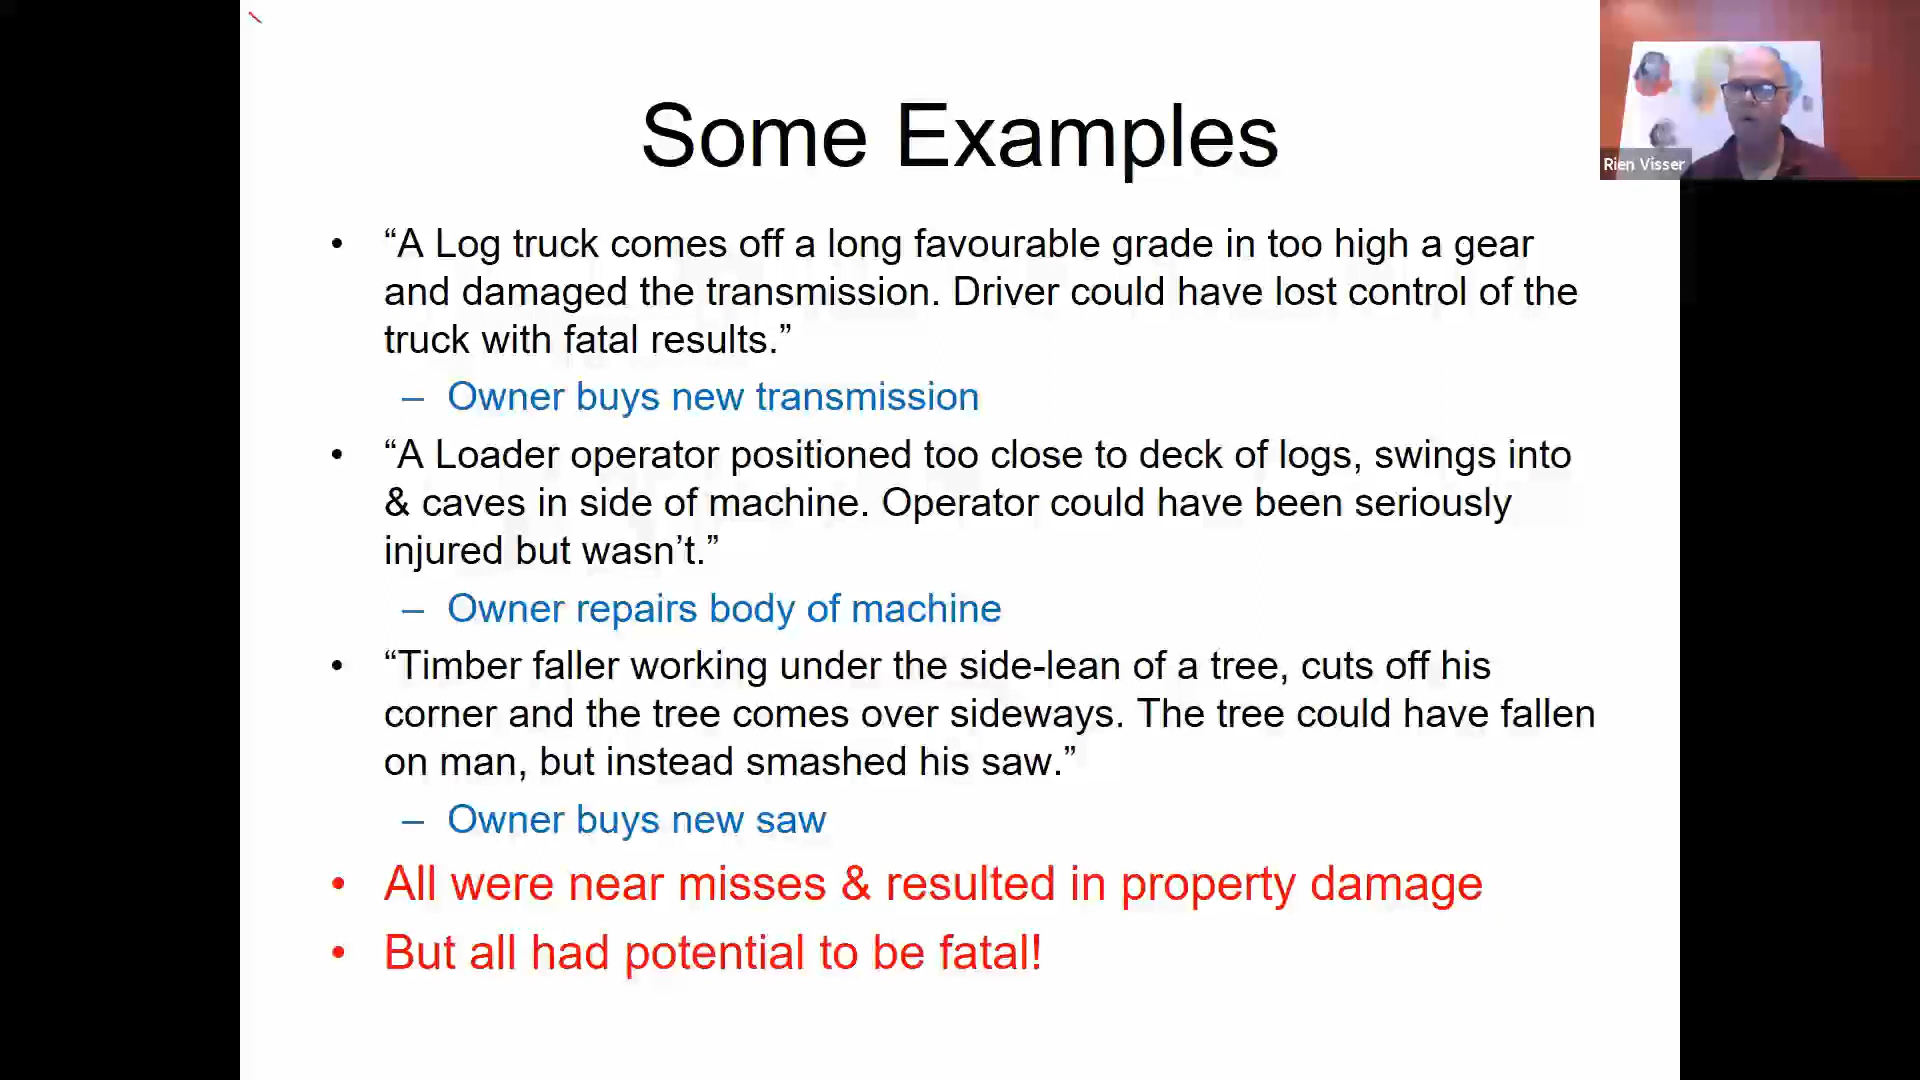 Some Examples
Rien Visser
• “A Log truck comes off a long favourable grade in too high a gear
and damaged the transmission. Driver could have lost control of the
truck with fatal results.”
– Owner buys new transmission
• “A Loader operator positioned too close to deck of logs, swings into
& caves in side of machine. Operator could have been seriously
injured but wasn’t.”
– Owner repairs body of machine
• “Timber faller working under the side-lean of a tree, cuts off his
corner and the tree comes over sideways. The tree could have fallen
on man, but instead smashed his saw.”
– Owner buys new saw
• All were near misses & resulted in property damage
• But all had potential to be fatal!